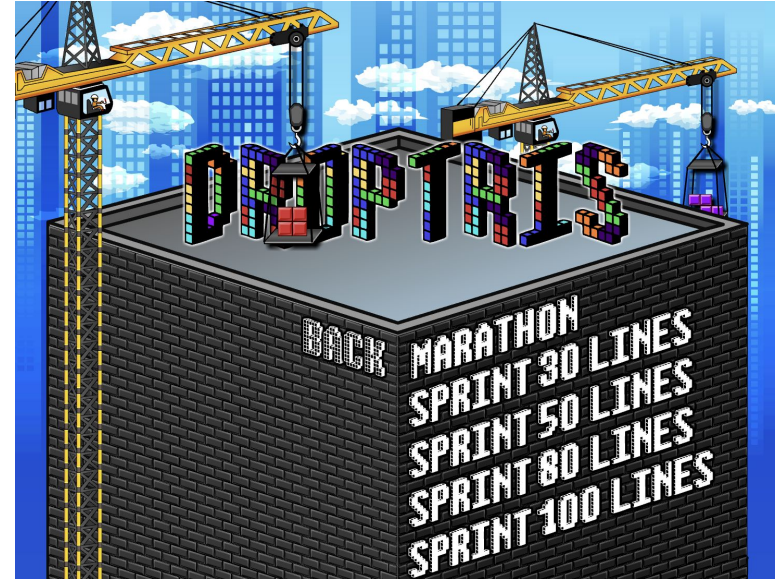 DROPTRIS
BACK
MARATHON
SPRINT 30 LINES
SPRINT 50 LINES
SPRINT 80 LINES
SPRINT 100 LINES